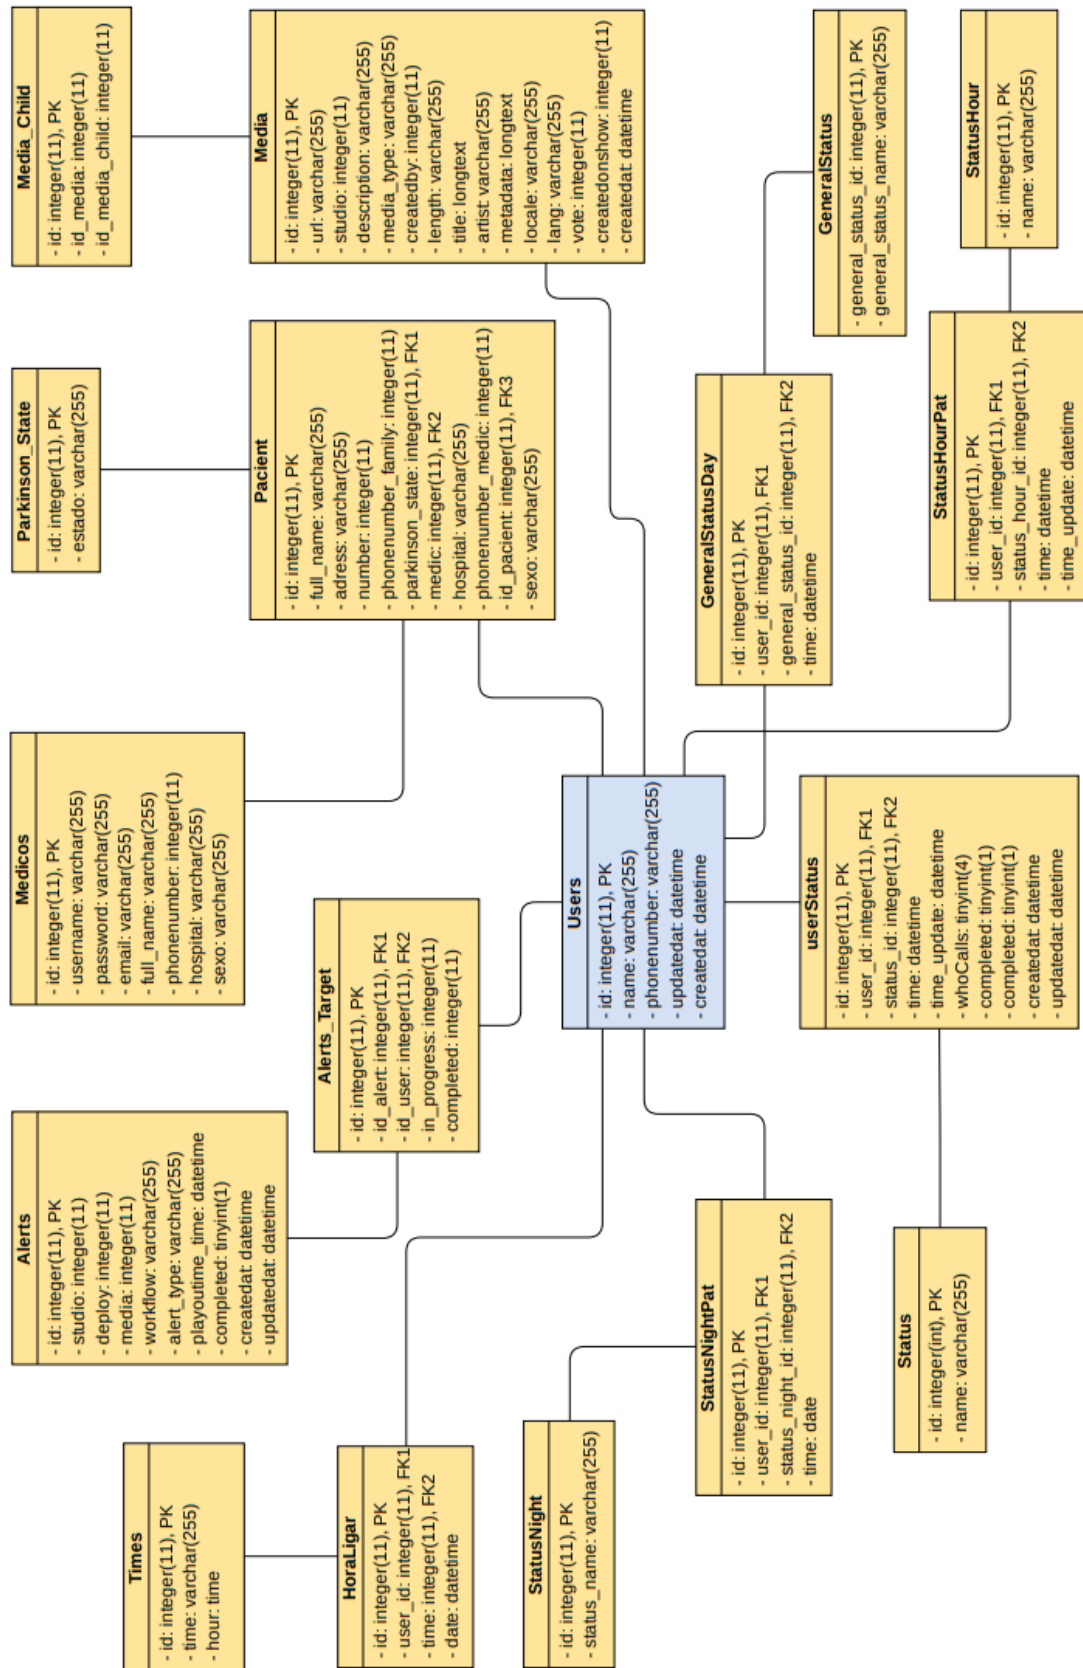 Times
- id: integer(11), PK
- time: varchar(255)
- hour: time
Alerts
- id: integer(11), PK
- studio: integer(11)
- deploy: integer(11)
- media: integer(11)
- workflow: varchar(255)
- alert_type: varchar(255)
- playoutime_time: datetime
- completed: tinyint(1)
- createdat: datetime
- updatedat: datetime
Medicos
- id: integer(11), PK
- username: varchar(255)
- password: varchar(255)
- email: varchar(255)
- full_name: varchar(255)
- phonenumber: integer(11)
- hospital: varchar(255)
- sexo: varchar(255)
Parkinson_State
- id: integer(11), PK
- estado: varchar(255)
Media_Child
- id: integer(11), PK
- id_media: integer(11)
- id_media_child: integer(11)
HoraLigar
- id: integer(11), PK
- user_id: integer(11), FK1
- time: integer(11), FK2
- date: datetime
Alerts_Target
- id: integer(11), PK
- id_alert: integer(11), FK1
- id_user: integer(11), FK2
- in_progress: integer(11)
- completed: integer(11)
Pacient
- id: integer(11), PK
- full_name: varchar(255)
- adress: varchar(255)
- number: integer(11)
- phonenumber_family: integer(11)
- parkinson_state: integer(11), FK1
- medic: integer(11), FK2
- hospital: varchar(255)
- phonenumber_medic: integer(11)
- id_pacient: integer(11), FK3
- sexo: varchar(255)
Media
- id: integer(11), PK
- url: varchar(255)
- studio: integer(11)
- description: varchar(255)
- media_type: varchar(255)
- createdby: integer(11)
- length: varchar(255)
- title: longtext
- artist: varchar(255)
- metadata: longtext
- locale: varchar(255)
- lang: varchar(255)
- vote: integer(11)
- createdonshow: integer(11)
- createdat: datetime
StatusNight
- id: integer(11), PK
- status_name: varchar(255)
Users
- id: integer(11), PK
- name: varchar(255)
- phonenumber: varchar(255)
- updatedat: datetime
- createdat: datetime
StatusNightPat
- id: integer(11), PK
- user_id: integer(11), FK1
- status_night_id: integer(11), FK2
- time: date
GeneralStatusDay
- id: integer(11), PK
- user_id: integer(11), FK1
- general_status_id: integer(11), FK2
- time: datetime
GeneralStatus
- general_status_id: integer(11), PK
- general_status_name: varchar(255)
Status
- id: integer(int), PK
- name: varchar(255)
userStatus
- id: integer(11), PK
- user_id: integer(11), FK1
- status_id: integer(11), FK2
- time: datetime
- time_update: datetime
- whoCalls: tinyint(4)
- completed: tinyint(1)
- completed: tinyint(1)
- createdat: datetime
- updatedat: datetime
StatusHourPat
- id: integer(11), PK
- user_id: integer(11), FK1
- status_hour_id: integer(11), FK2
- time: datetime
- time_update: datetime
StatusHour
- id: integer(11), PK
- name: varchar(255)